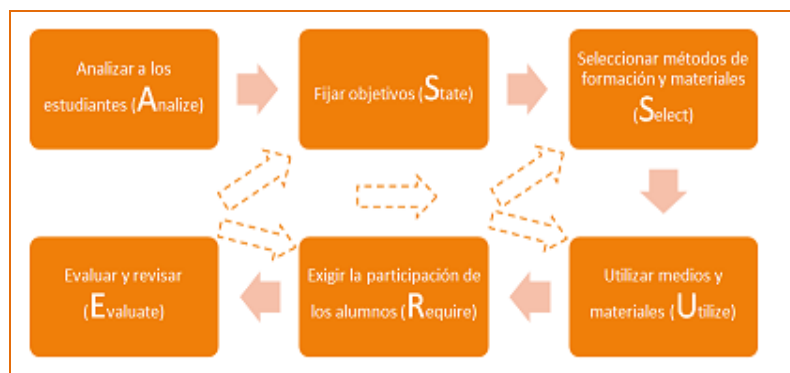 Analizar a los
estudiantes (Analize)
Fijar objetivos (State)
Seleccionar métodos de
formación y materiales
(Select)
Evaluar y revisar
(Evaluate)
Exigir la participación de
los alumnos (Require)
Utilizar medios y
materiales (Utilize)